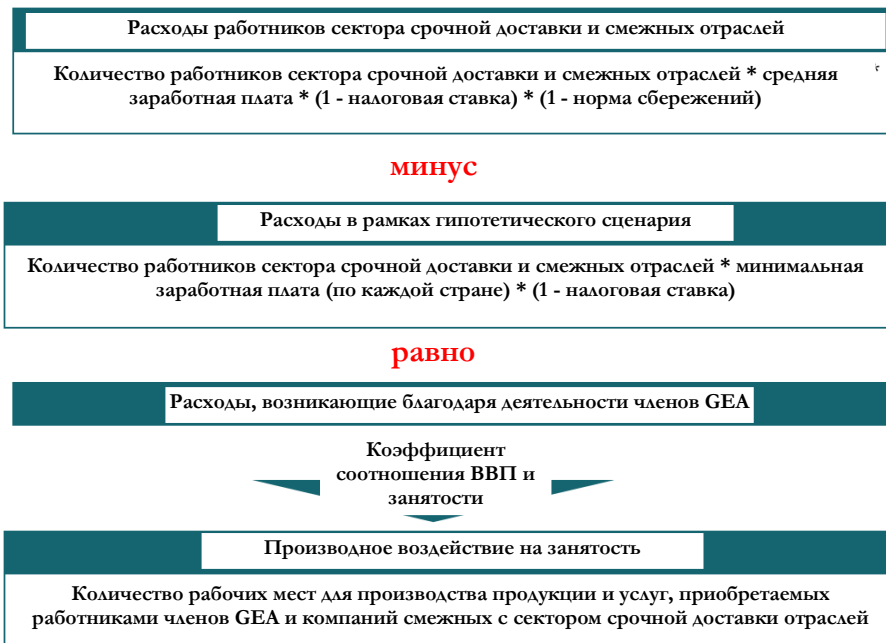 Расходы работников сектора срочной доставки и смежных отраслей
Количество работников сектора срочной доставки и смежных отраслей * средняя
заработная плата * (1 - налоговая ставка) * (1 - норма сбережений)
минус
Расходы в рамках гипотетического сценария
Количество работников сектора срочной доставки и смежных отраслей * минимальная
заработная плата (по каждой стране) * (1 - налоговая ставка)
равно
Расходы, возникающие благодаря деятельности членов GEA
Коэффициент
соотношения ВВП и
занятости
Производное воздействие на занятость
Количество рабочих мест для производства продукции и услуг, приобретаемых
работниками членов GEA и компаний смежных с сектором срочной доставки отраслей